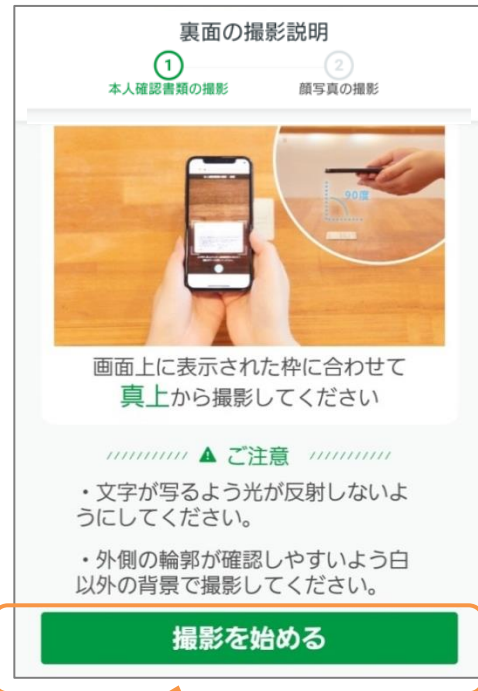 裏面の撮影説明
1
2
本人確認書類の撮影
顔写真の撮影
90度
画面上に表示された枠に合わせて
真上から撮影してください
ご注意
・文字が写るよう光が反射しないよ
うにしてください。
・外側の輪郭が確認しやすいよう白
以外の背景で撮影してください。
撮影を始める